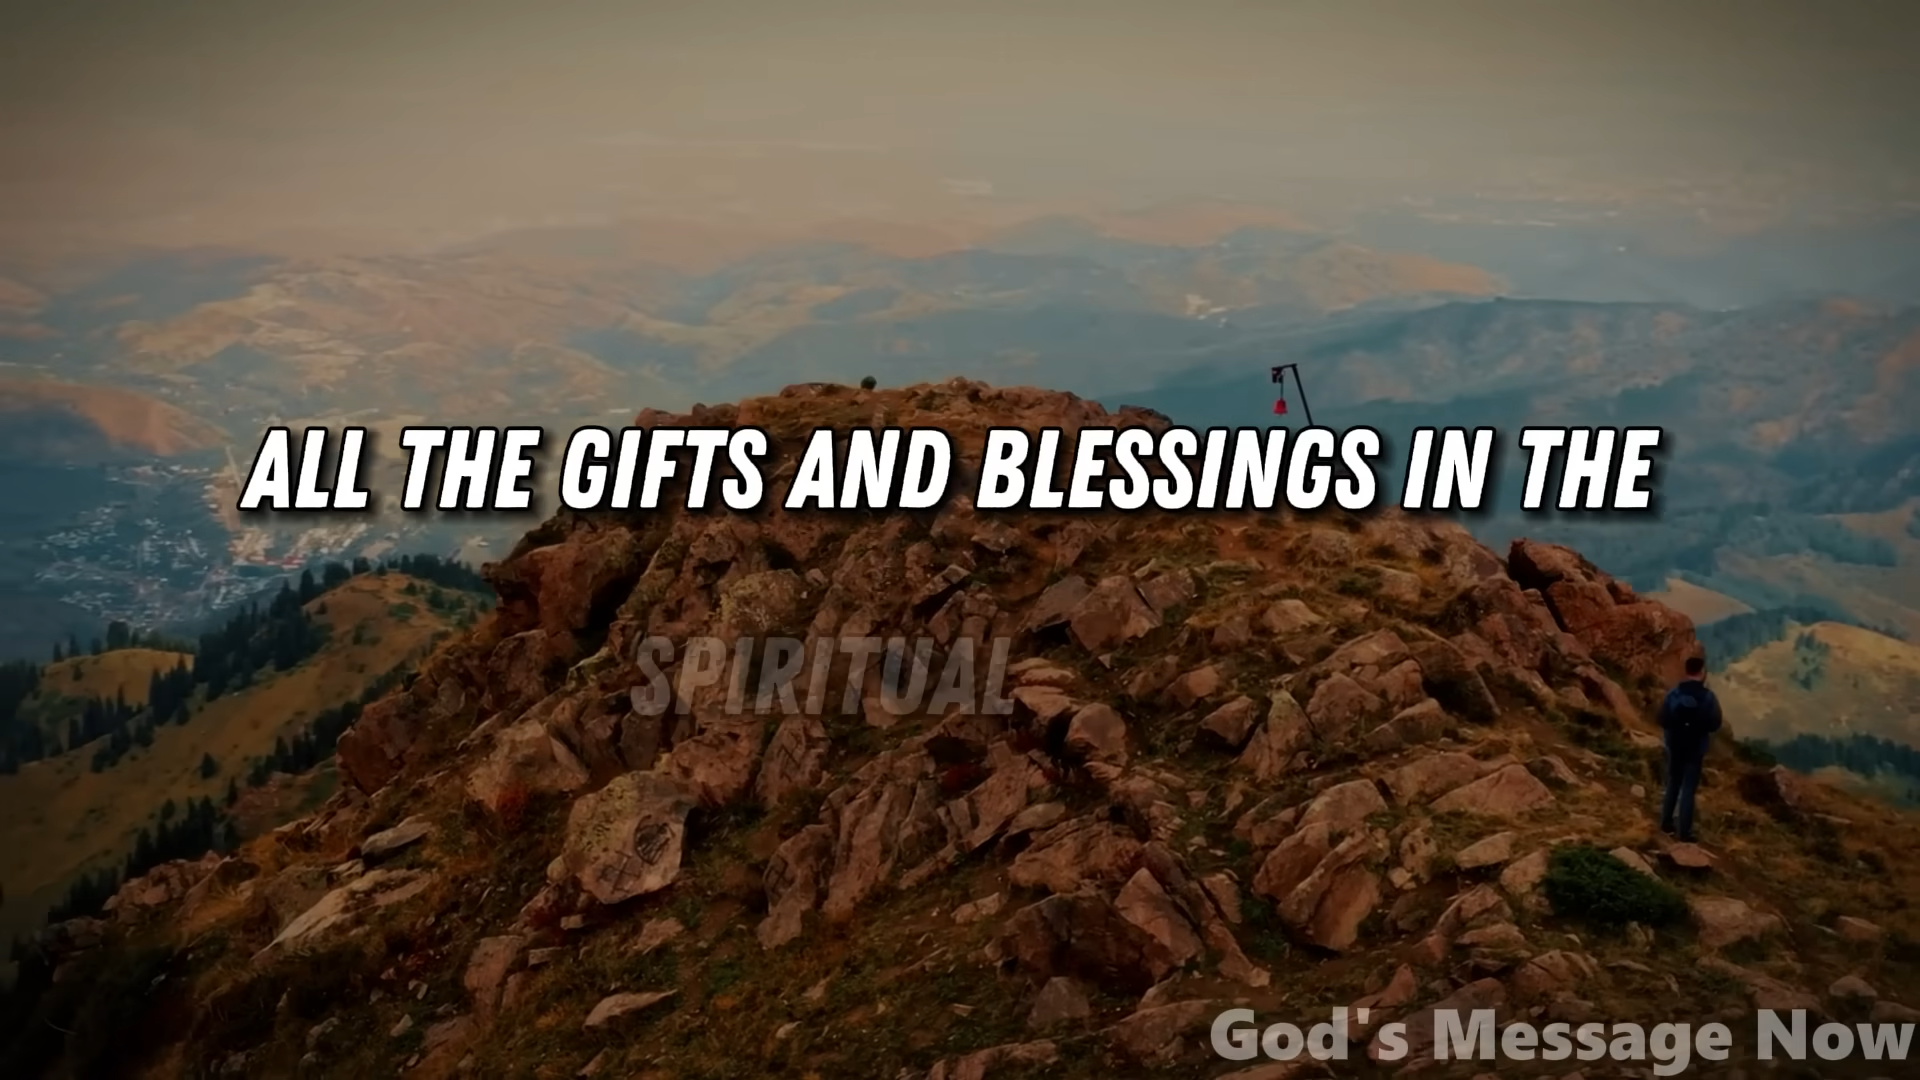 ALL THE GIFTS AND BLESSINGS IN THE
SPIRITUAL
God's Message Now